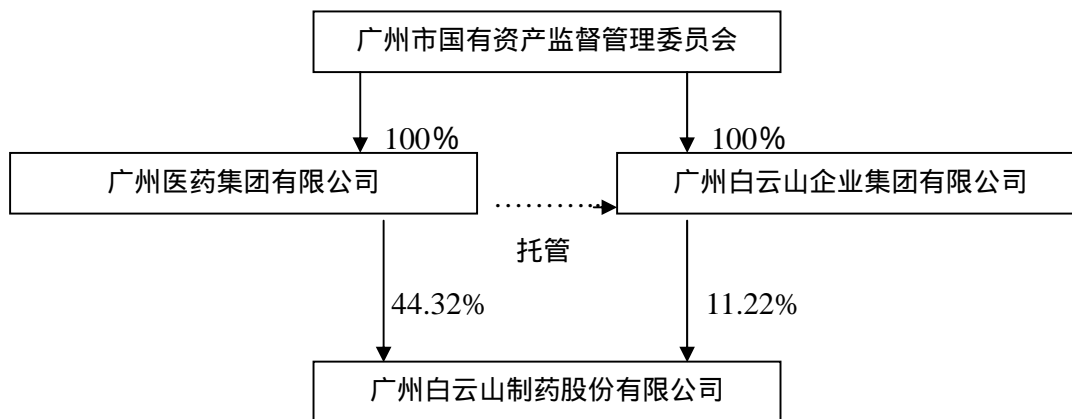 广州市国有资产监督管理委员会
100%
100%
广州医药集团有限公司
广州白云山企业集团有限公司
托管
44.32%
11.22%
广州白云山制药股份有限公司